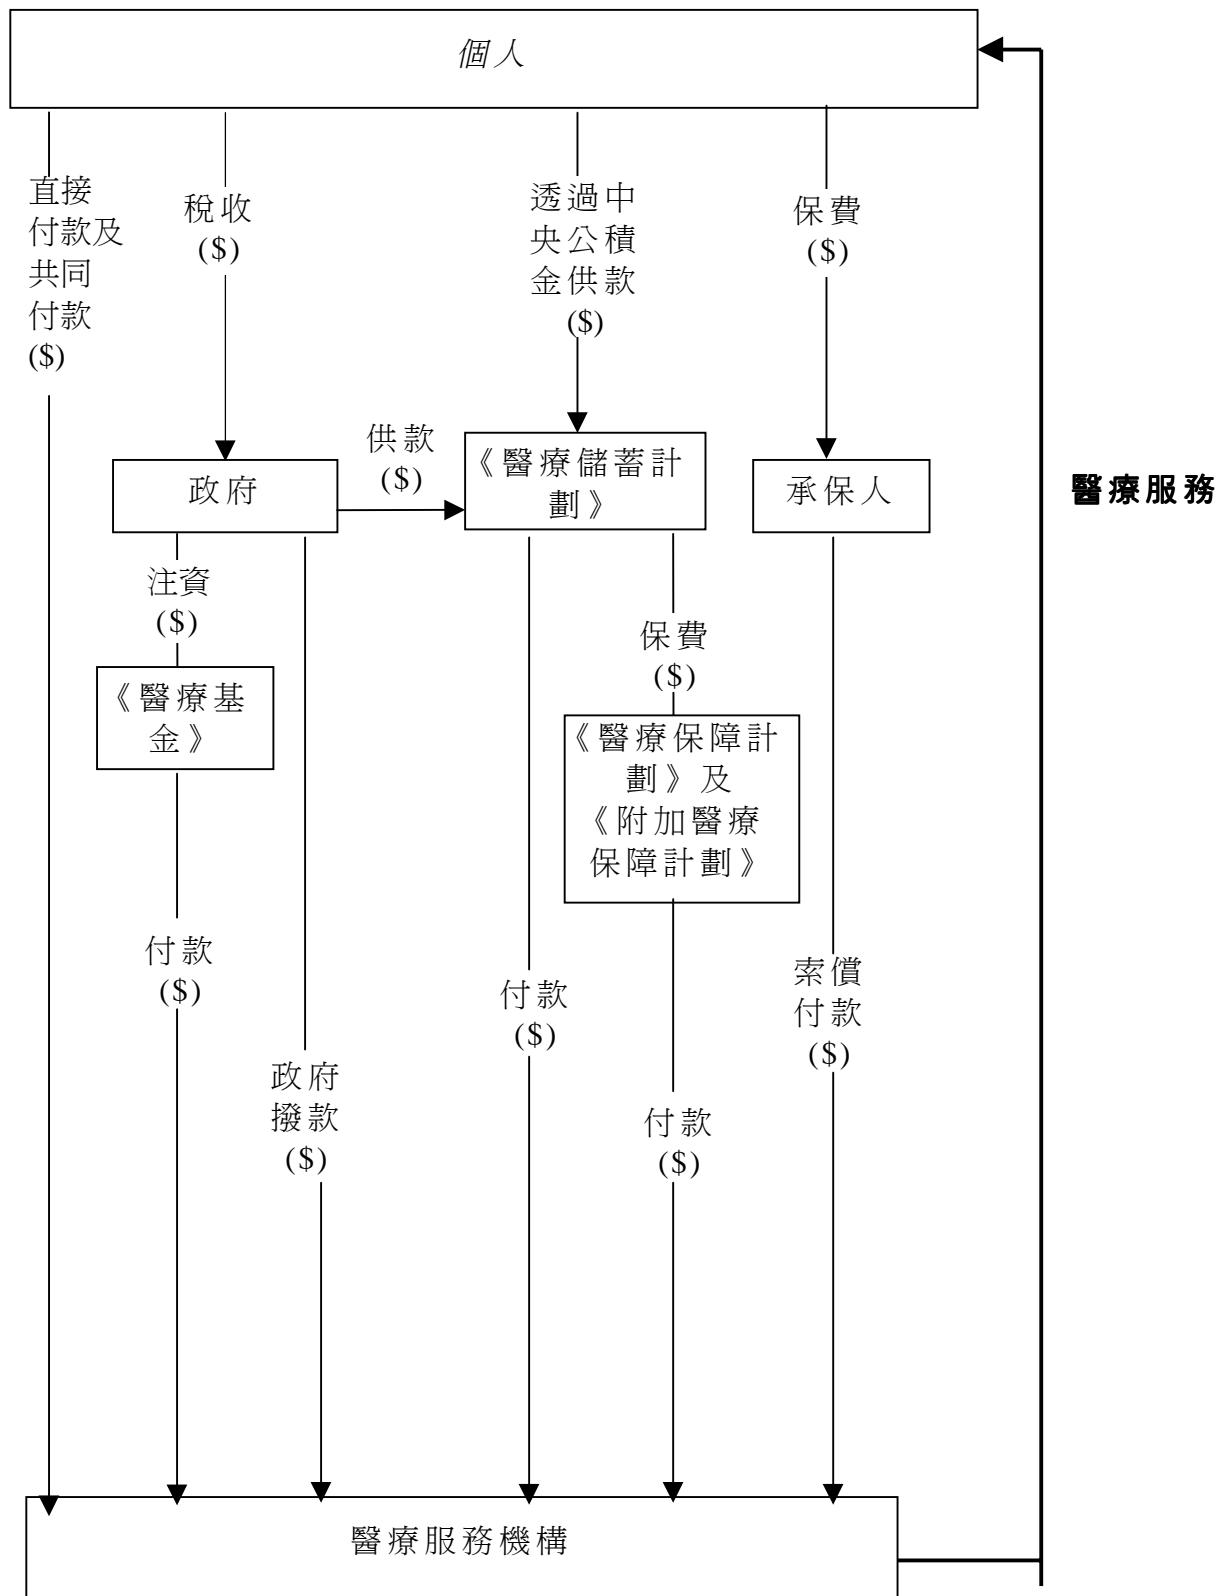 個人
直接
付款及
共同
付款
($)
稅收
($)
透過中
央公積
金供款
($)
保費
($)
政府
供款
($)
《醫療儲蓄計
劃》
承保人
醫療服務
注資
($)
《醫療基
金》
保費
($)
《醫療保障計
劃》及
《附加醫療
保障計劃》
付款
($)
政府
撥款
($)
付款
($)
付款
($)
索償
付款
($)
醫療服務機構